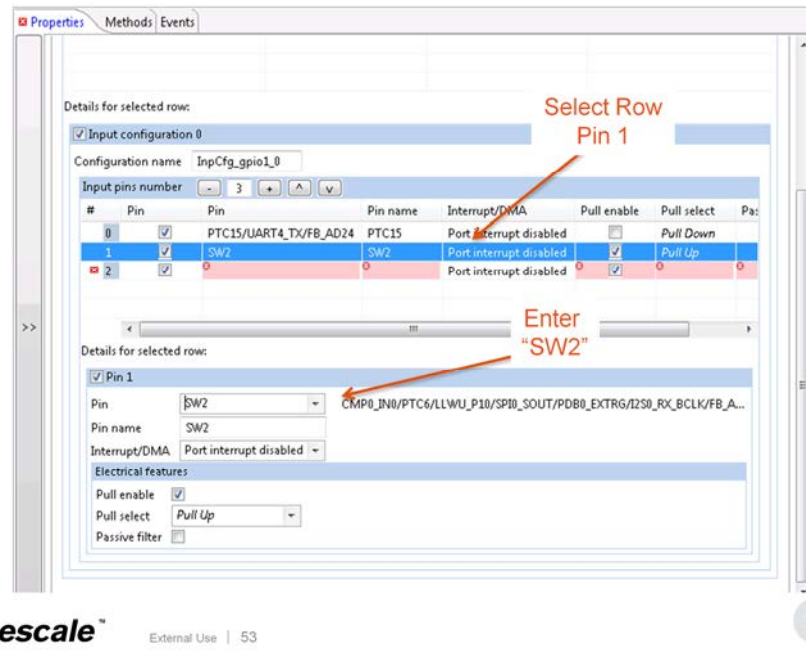 Properties Methods Events
Details for selected row:
Select Row
Pin 1
Input configuration 0
Configuration name InpCfg_gpio1_0
Input pins number - 3 + ^ v
# Pin Pin Pin name Interrupt/DMA Pull enable Pull select Pa:
0 PTC15/UART4_TX/FB_AD24 PTC15 Port interrupt disabled Pull Down
1 SW2 SW2 Port interrupt disabled Pull Up
2 Port interrupt disabled
>>
Enter
"SW2"
Details for selected row:
Pin 1
Pin SW2 CMP0_IN0/PTC6/LLWU_P10/SPI0_SOUT/PDB0_EXTRG/I2S0_RX_BCLK/FB_A...
Pin name SW2
Interrupt/DMA Port interrupt disabled
Electrical features
Pull enable
Pull select Pull Up
Passive filter
escale™
External Use | 53